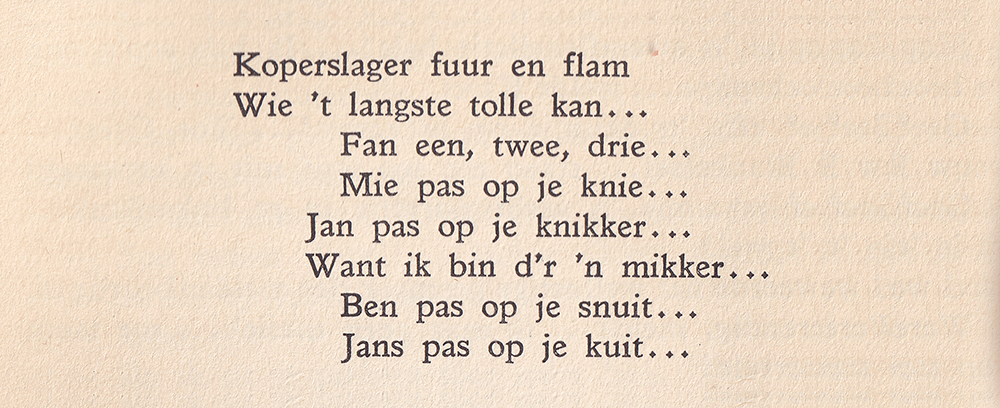 Koperslager fuur en flam
Wie 't langste tolle kan...
Fan een, twee, drie...
Mie pas op je knie...
Jan pas op je knikker...
Want ik bin d'r 'n mikker...
Ben pas op je snuit...
Jans pas op je kuit...